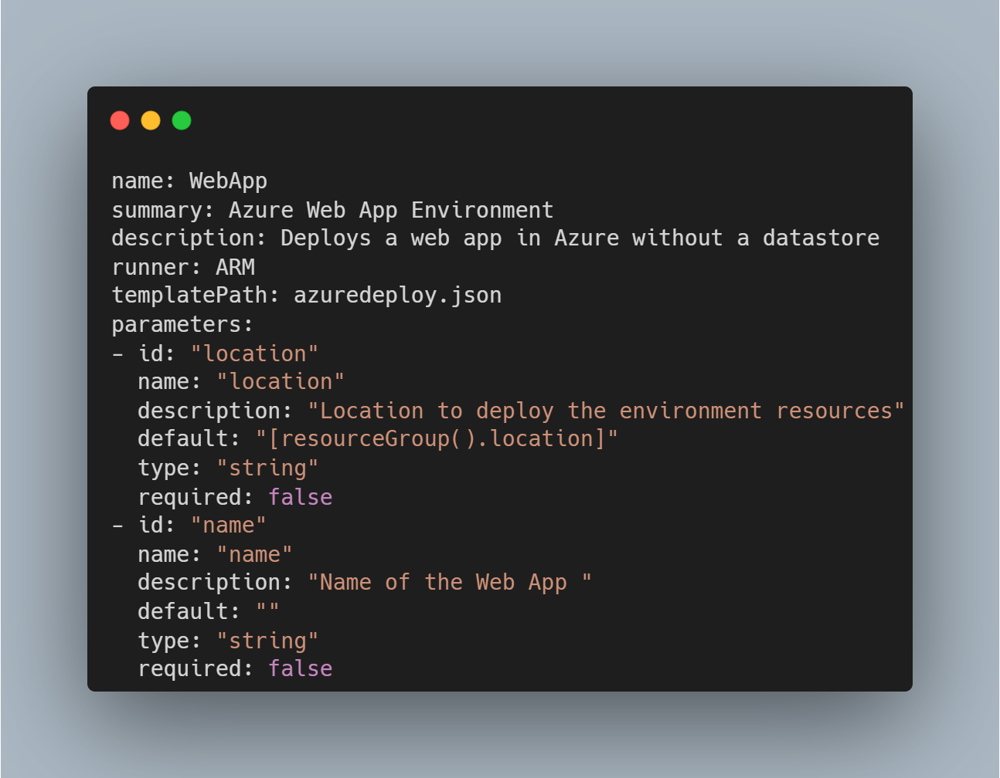 name: WebApp
summary: Azure Web App Environment
description: Deploys a web app in Azure without a datastore
runner: ARM
templatePath: azuredeploy.json
parameters:
- id: "location"
  name: "location"
  description: "Location to deploy the environment resources"
  default: "[resourceGroup().location]"
  type: "string"
  required: false
- id: "name"
  name: "name"
  description: "Name of the Web App "
  default: ""
  type: "string"
  required: false